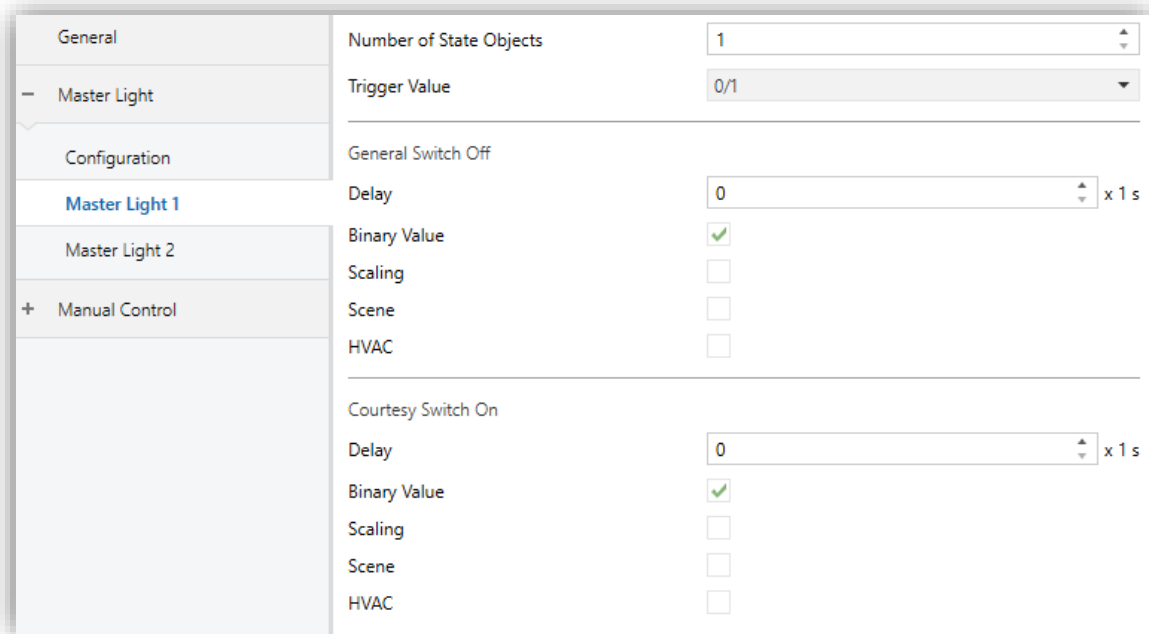 General
− Master Light
Configuration
Master Light 1
Master Light 2
+ Manual Control
Number of State Objects 1
Trigger Value 0/1
General Switch Off
Delay 0 x 1 s
Binary Value
Scaling
Scene
HVAC
Courtesy Switch On
Delay 0 x 1 s
Binary Value
Scaling
Scene
HVAC